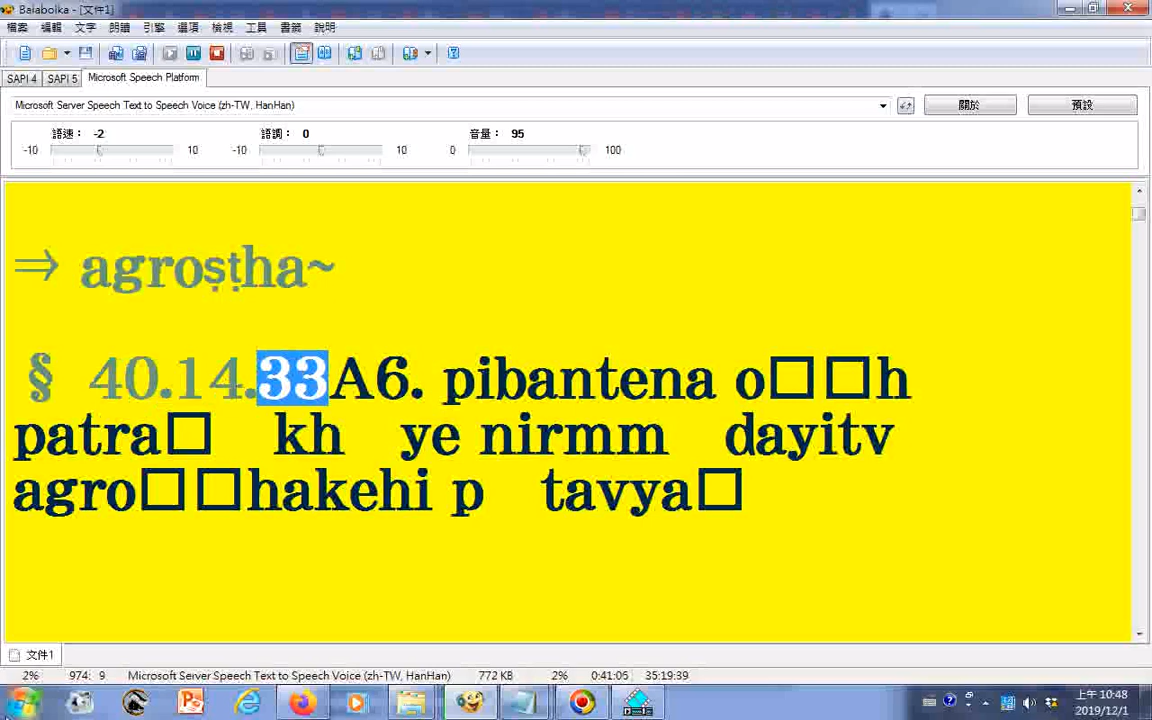 Balabolka - [文件1]
檔案 編輯 文字 朗讀 引擎 選項 檢視 工具 書籤 說明
SAPI 4 SAPI 5 Microsoft Speech Platform
Microsoft Server Speech Text to Speech Voice (zh-TW, HanHan) 關於 預設
語速： -2 語調： 0 音量： 95
-10 10 -10 10 0 100
⇒ agroṣṭha~
§ 40.14.33A6. pibantena o□□h
patra□ kh ye nirmm dayitv
agro□□hakehi p tavya□
文件1
2% 974: 9 Microsoft Server Speech Text to Speech Voice (zh-TW, HanHan) 772 KB 2% 0:41:05 35:19:39
上午 10:48
2019/12/1